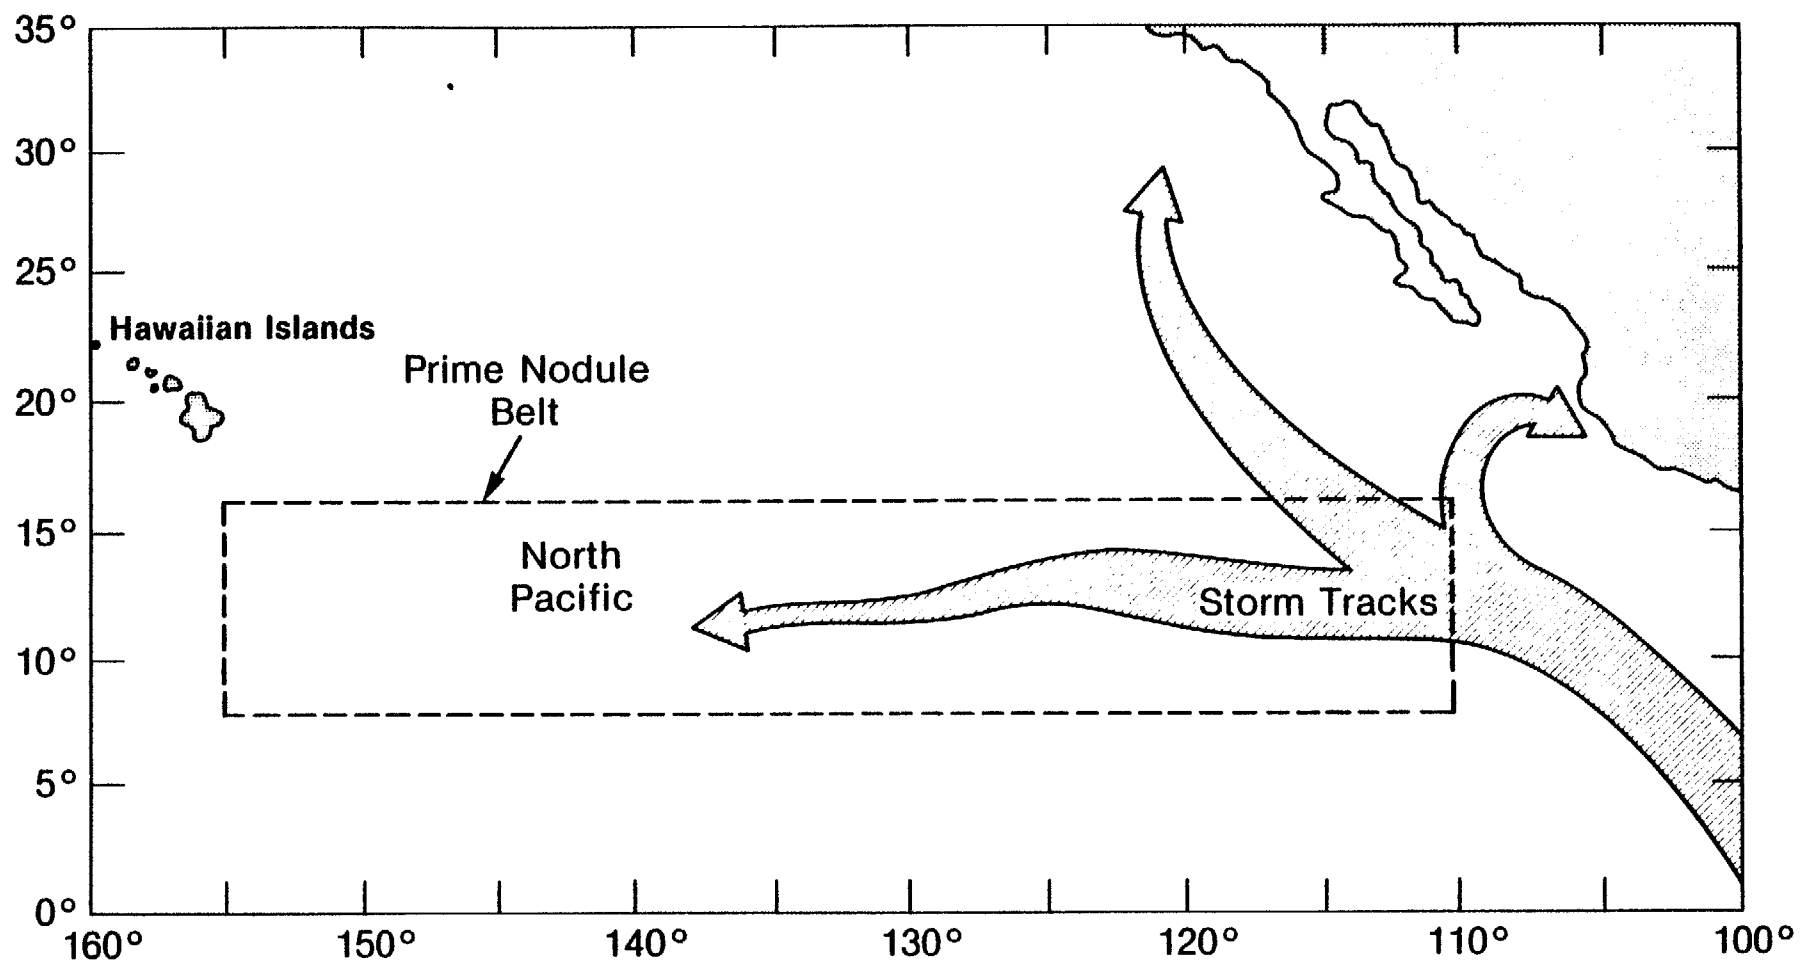 35°
30°
25°
Hawaiian Islands
Prime Nodule
Belt
20°
15°
North
Pacific
Storm Tracks
10°
5°
0°
160°
150°
140°
130°
120°
110°
100°